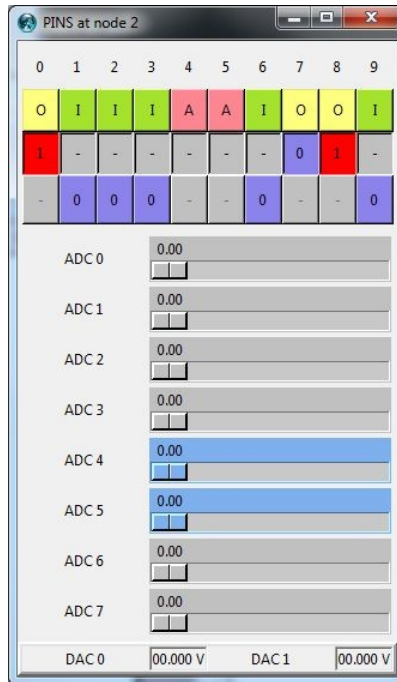 PINS at node 2
0 1 2 3 4 5 6 7 8 9
O I I I A A I O O I
1 - - - - - - 0 1 -
- 0 0 0 - - 0 - - 0
0.00
ADC 0
0.00
ADC 1
0.00
ADC 2
0.00
ADC 3
0.00
ADC 4
0.00
ADC 5
0.00
ADC 6
0.00
ADC 7
DAC 0 00.000 V DAC 1 00.000 V